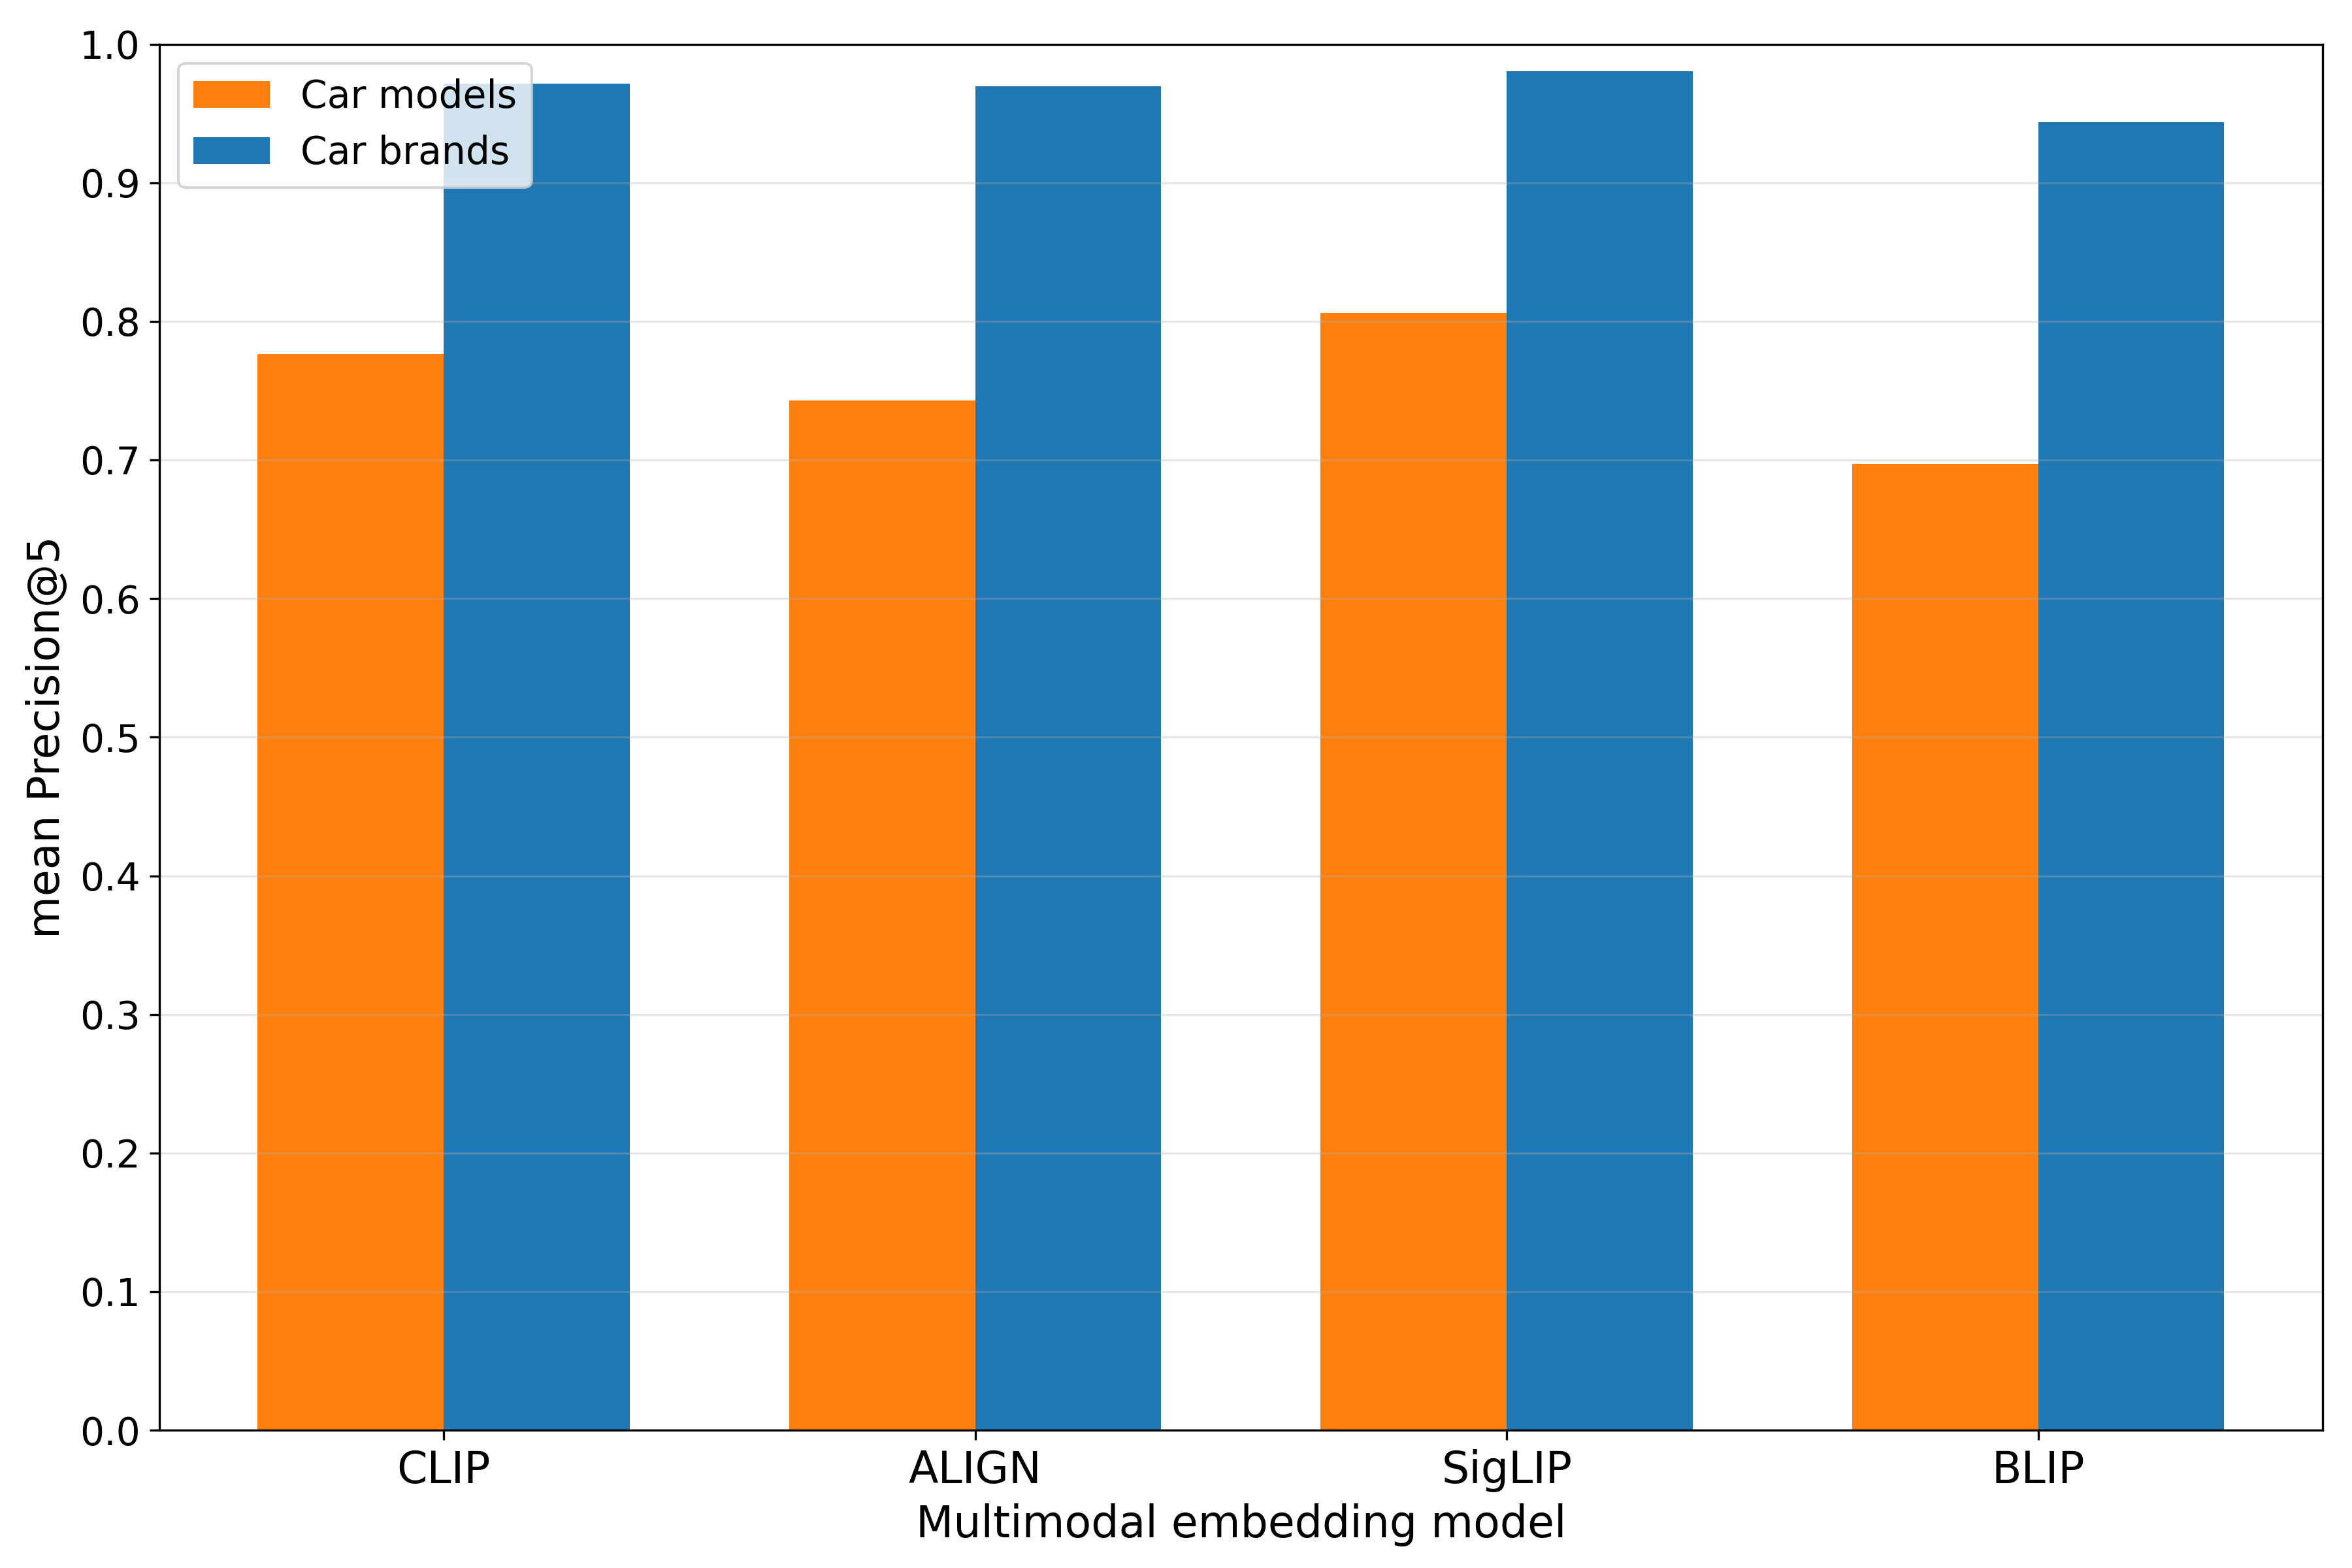 Car models
Car brands
1.0
0.9
0.8
0.7
0.6
0.5
0.4
0.3
0.2
0.1
0.0
mean Precision@5
CLIP ALIGN SigLIP BLIP
Multimodal embedding model